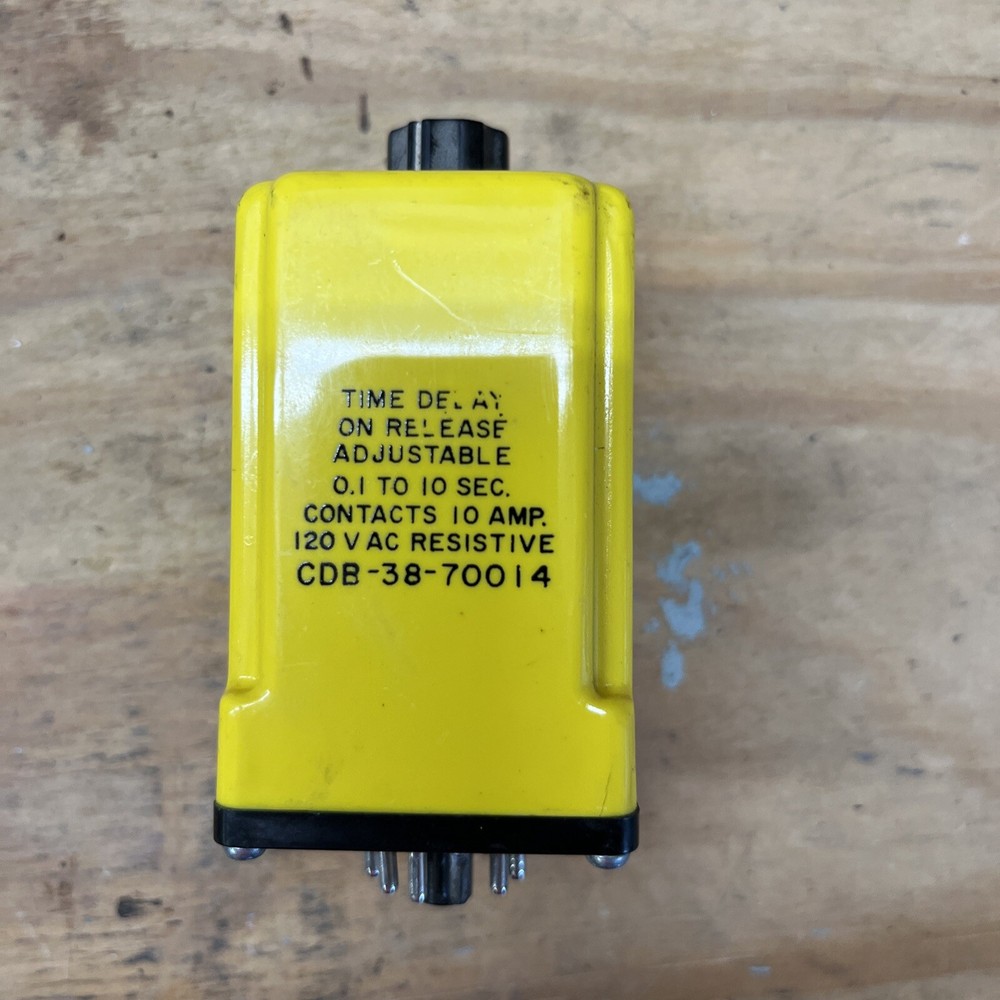 TIME DELAY
ON RELEASE
ADJUSTABLE
0.1 TO 10 SEC.
CONTACTS 10 AMP.
120 V AC RESISTIVE
CDB-38-70014